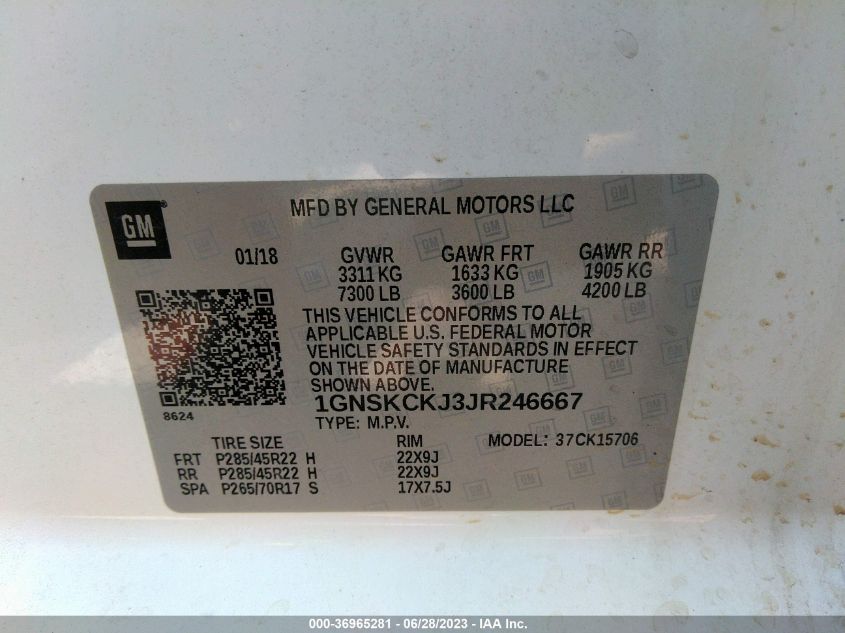 GM
MFD BY GENERAL MOTORS LLC
01/18 GVWR GAWR FRT GAWR RR
3311 KG 1633 KG 1905 KG
7300 LB 3600 LB 4200 LB
THIS VEHICLE CONFORMS TO ALL
APPLICABLE U.S. FEDERAL MOTOR
VEHICLE SAFETY STANDARDS IN EFFECT
ON THE DATE OF MANUFACTURE
SHOWN ABOVE.
8624
1GNSKCKJ3JR246667
TYPE: M.P.V.
TIRE SIZE RIM MODEL: 37CK15706
FRT P285/45R22 H 22X9J
RR P285/45R22 H 22X9J
SPA P265/70R17 S 17X7.5J
000-36965281 / 06/28/2023 - IAA Inc.